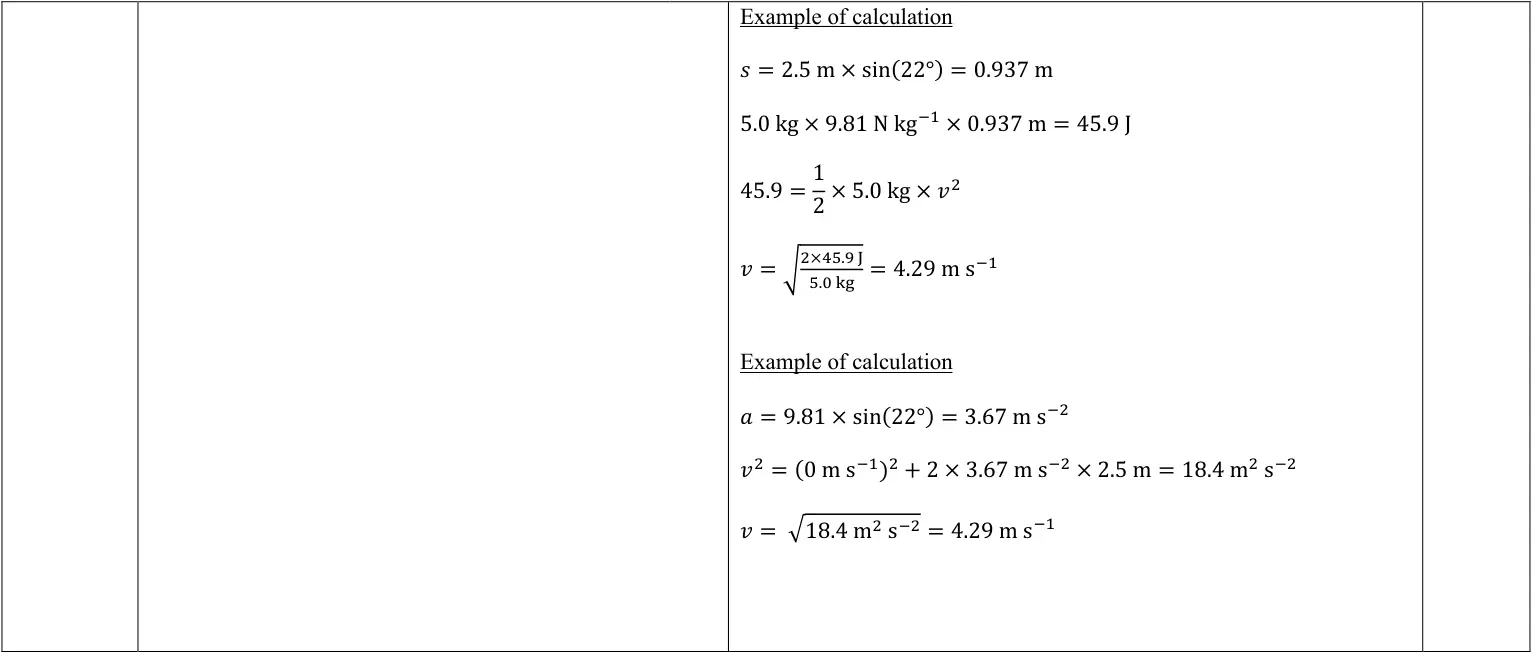 Example of calculation
𝑠 = 2.5 m × sin(22°) = 0.937 m
5.0 kg × 9.81 N kg⁻¹ × 0.937 m = 45.9 J
45.9 = 1/2 × 5.0 kg × 𝑣²
𝑣 = √(2×45.9 J / 5.0 kg) = 4.29 m s⁻¹
Example of calculation
𝑎 = 9.81 × sin(22°) = 3.67 m s⁻²
𝑣² = (0 m s⁻¹)² + 2 × 3.67 m s⁻² × 2.5 m = 18.4 m² s⁻²
𝑣 = √(18.4 m² s⁻²) = 4.29 m s⁻¹